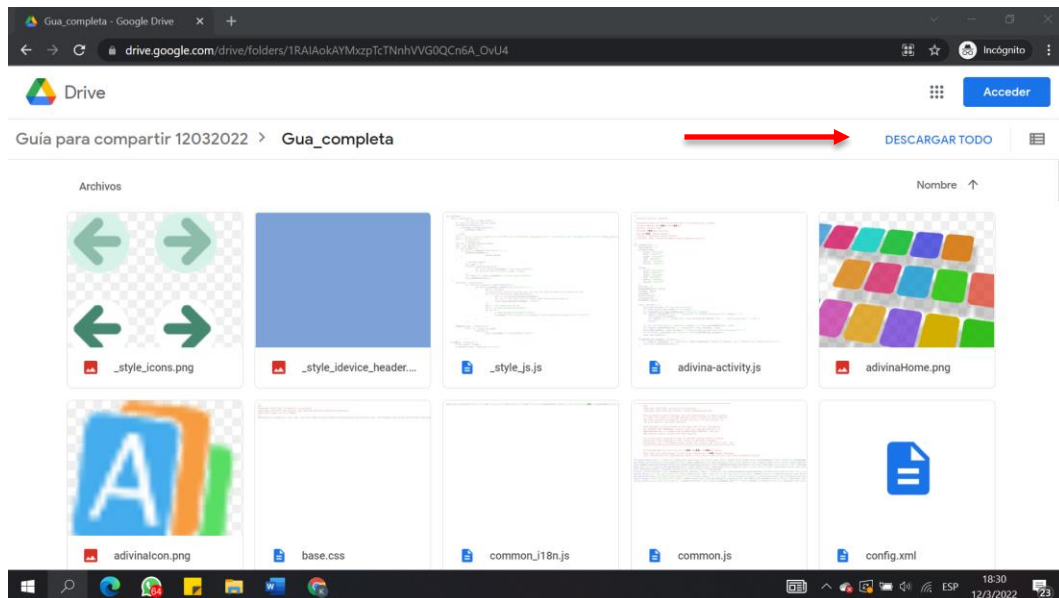 Gua_completa - Google Drive
drive.google.com/drive/folders/1RAIAokAYMxzpTcTNnhVVG0QCn6A_OvU4
Incógnito
Drive
Acceder
Guía para compartir 12032022 > Gua_completa
DESCARGAR TODO
Archivos
Nombre
_style_icons.png
_style_idevice_header....
_style_js.js
adivina-activity.js
adivinaHome.png
A
adivinaIcon.png
base.css
common_i18n.js
common.js
config.xml
64
W
ESP
18:30
12/3/2022
23